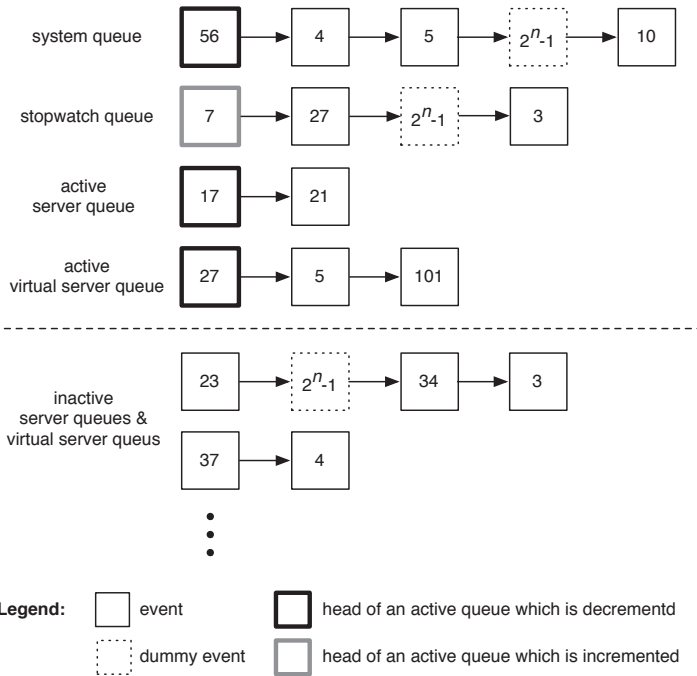 system queue
56 4 5 2ⁿ-1 10
stopwatch queue
7 27 2ⁿ-1 3
active
server queue
17 21
active
virtual server queue
27 5 101
23 2ⁿ-1 34 3
inactive
server queues &
virtual server queus
37 4
Legend:
event
head of an active queue which is decrementd
dummy event
head of an active queue which is incremented